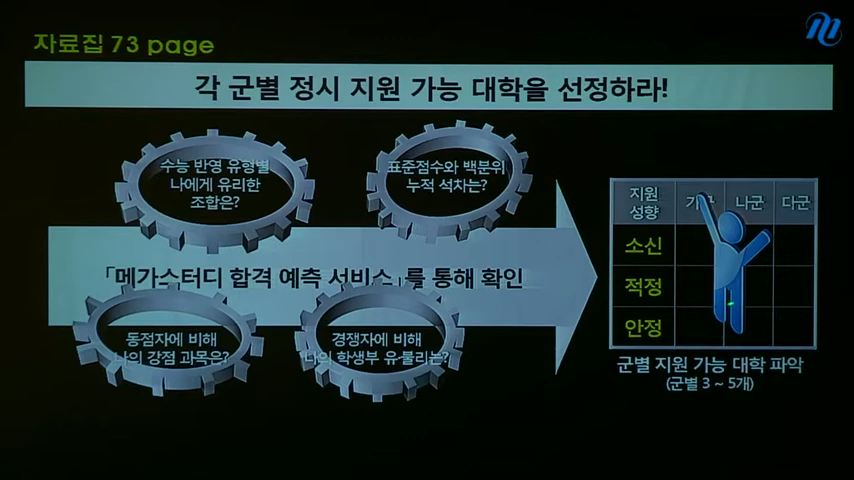 자료집 73 page
각 군별 정시 지원 가능 대학을 선정하라!
수능 반영 유형별
나에게 유리한
조합은?
표준점수와 백분위
누적 석차는?
「메가스터디 합격 예측 서비스」를 통해 확인
동점자에 비해
나의 강점 과목은?
경쟁자에 비해
나의 학생부 유·불리는?
지원
성향
나군
다군
소신
적정
안정
군별 지원 가능 대학 파악
(군별 3 ~ 5개)